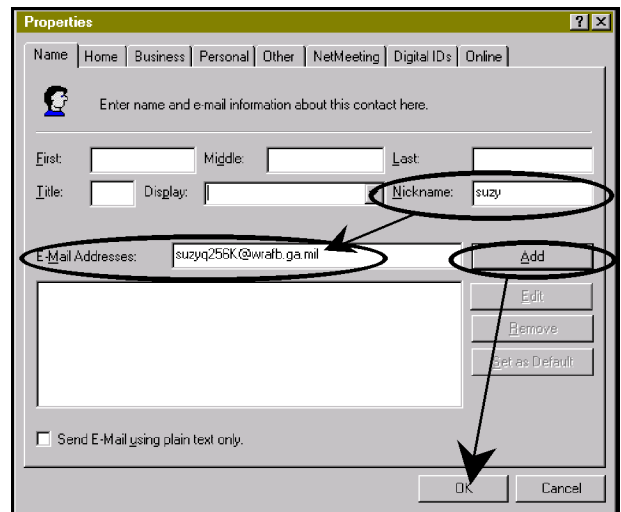 Properties
Name Home Business Personal Other NetMeeting Digital IDs Online
Enter name and e-mail information about this contact here.
First: Middle: Last:
Title: Display: Nickname: suzy
E-Mail Addresses: suzyq256K@wrafb.ga.mil Add
Edit
Remove
Set as Default
Send E-Mail using plain text only.
OK Cancel